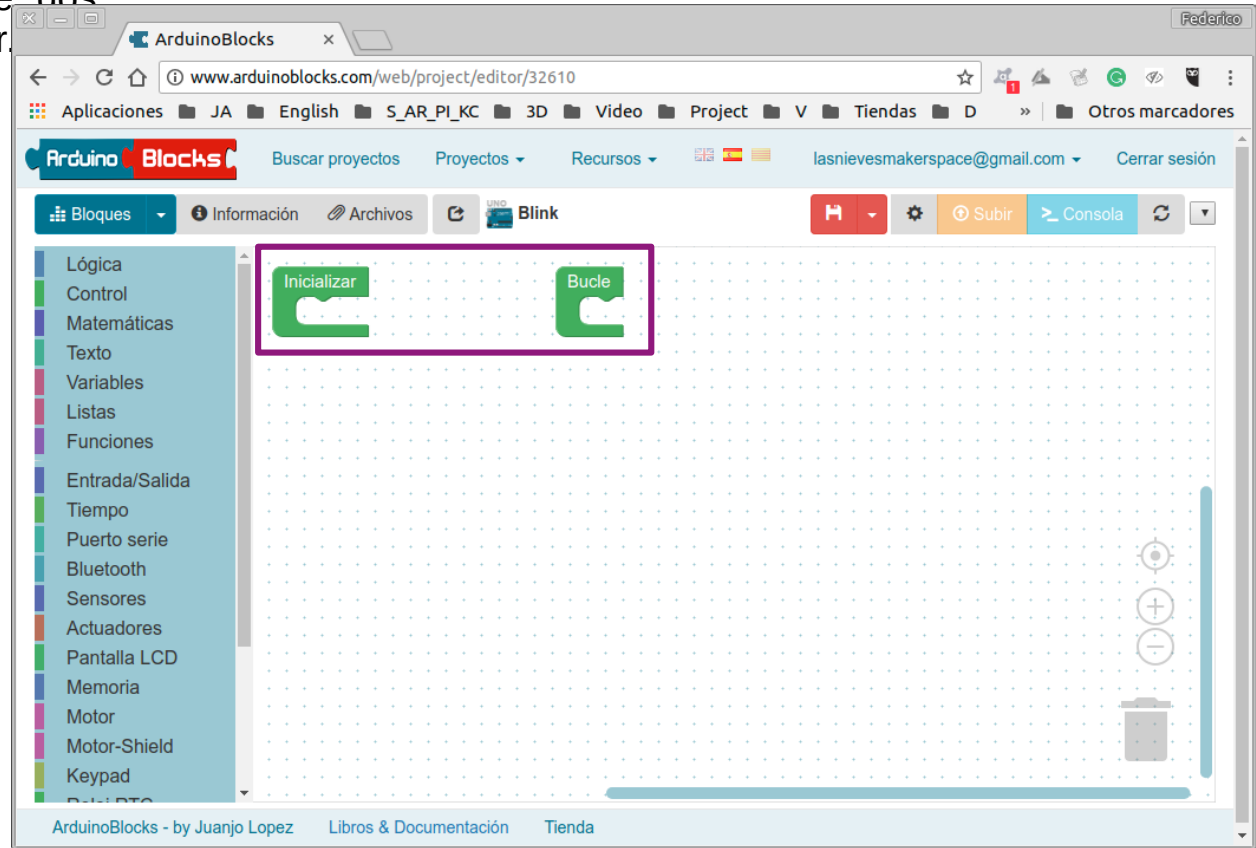 Federico
ArduinoBlocks
www.arduinoblocks.com/web/project/editor/32610
1
Aplicaciones JA English S_AR_PI_KC 3D Video Project V Tiendas D » Otros marcadores
Arduino Blocks Buscar proyectos Proyectos Recursos lasnievesmakerspace@gmail.com Cerrar sesión
Bloques Información Archivos UNO Blink Subir >_ Consola
Lógica
Control
Matemáticas
Texto
Variables
Listas
Funciones
Entrada/Salida
Tiempo
Puerto serie
Bluetooth
Sensores
Actuadores
Pantalla LCD
Memoria
Motor
Motor-Shield
Keypad
Inicializar Bucle
ArduinoBlocks - by Juanjo Lopez Libros & Documentación Tienda